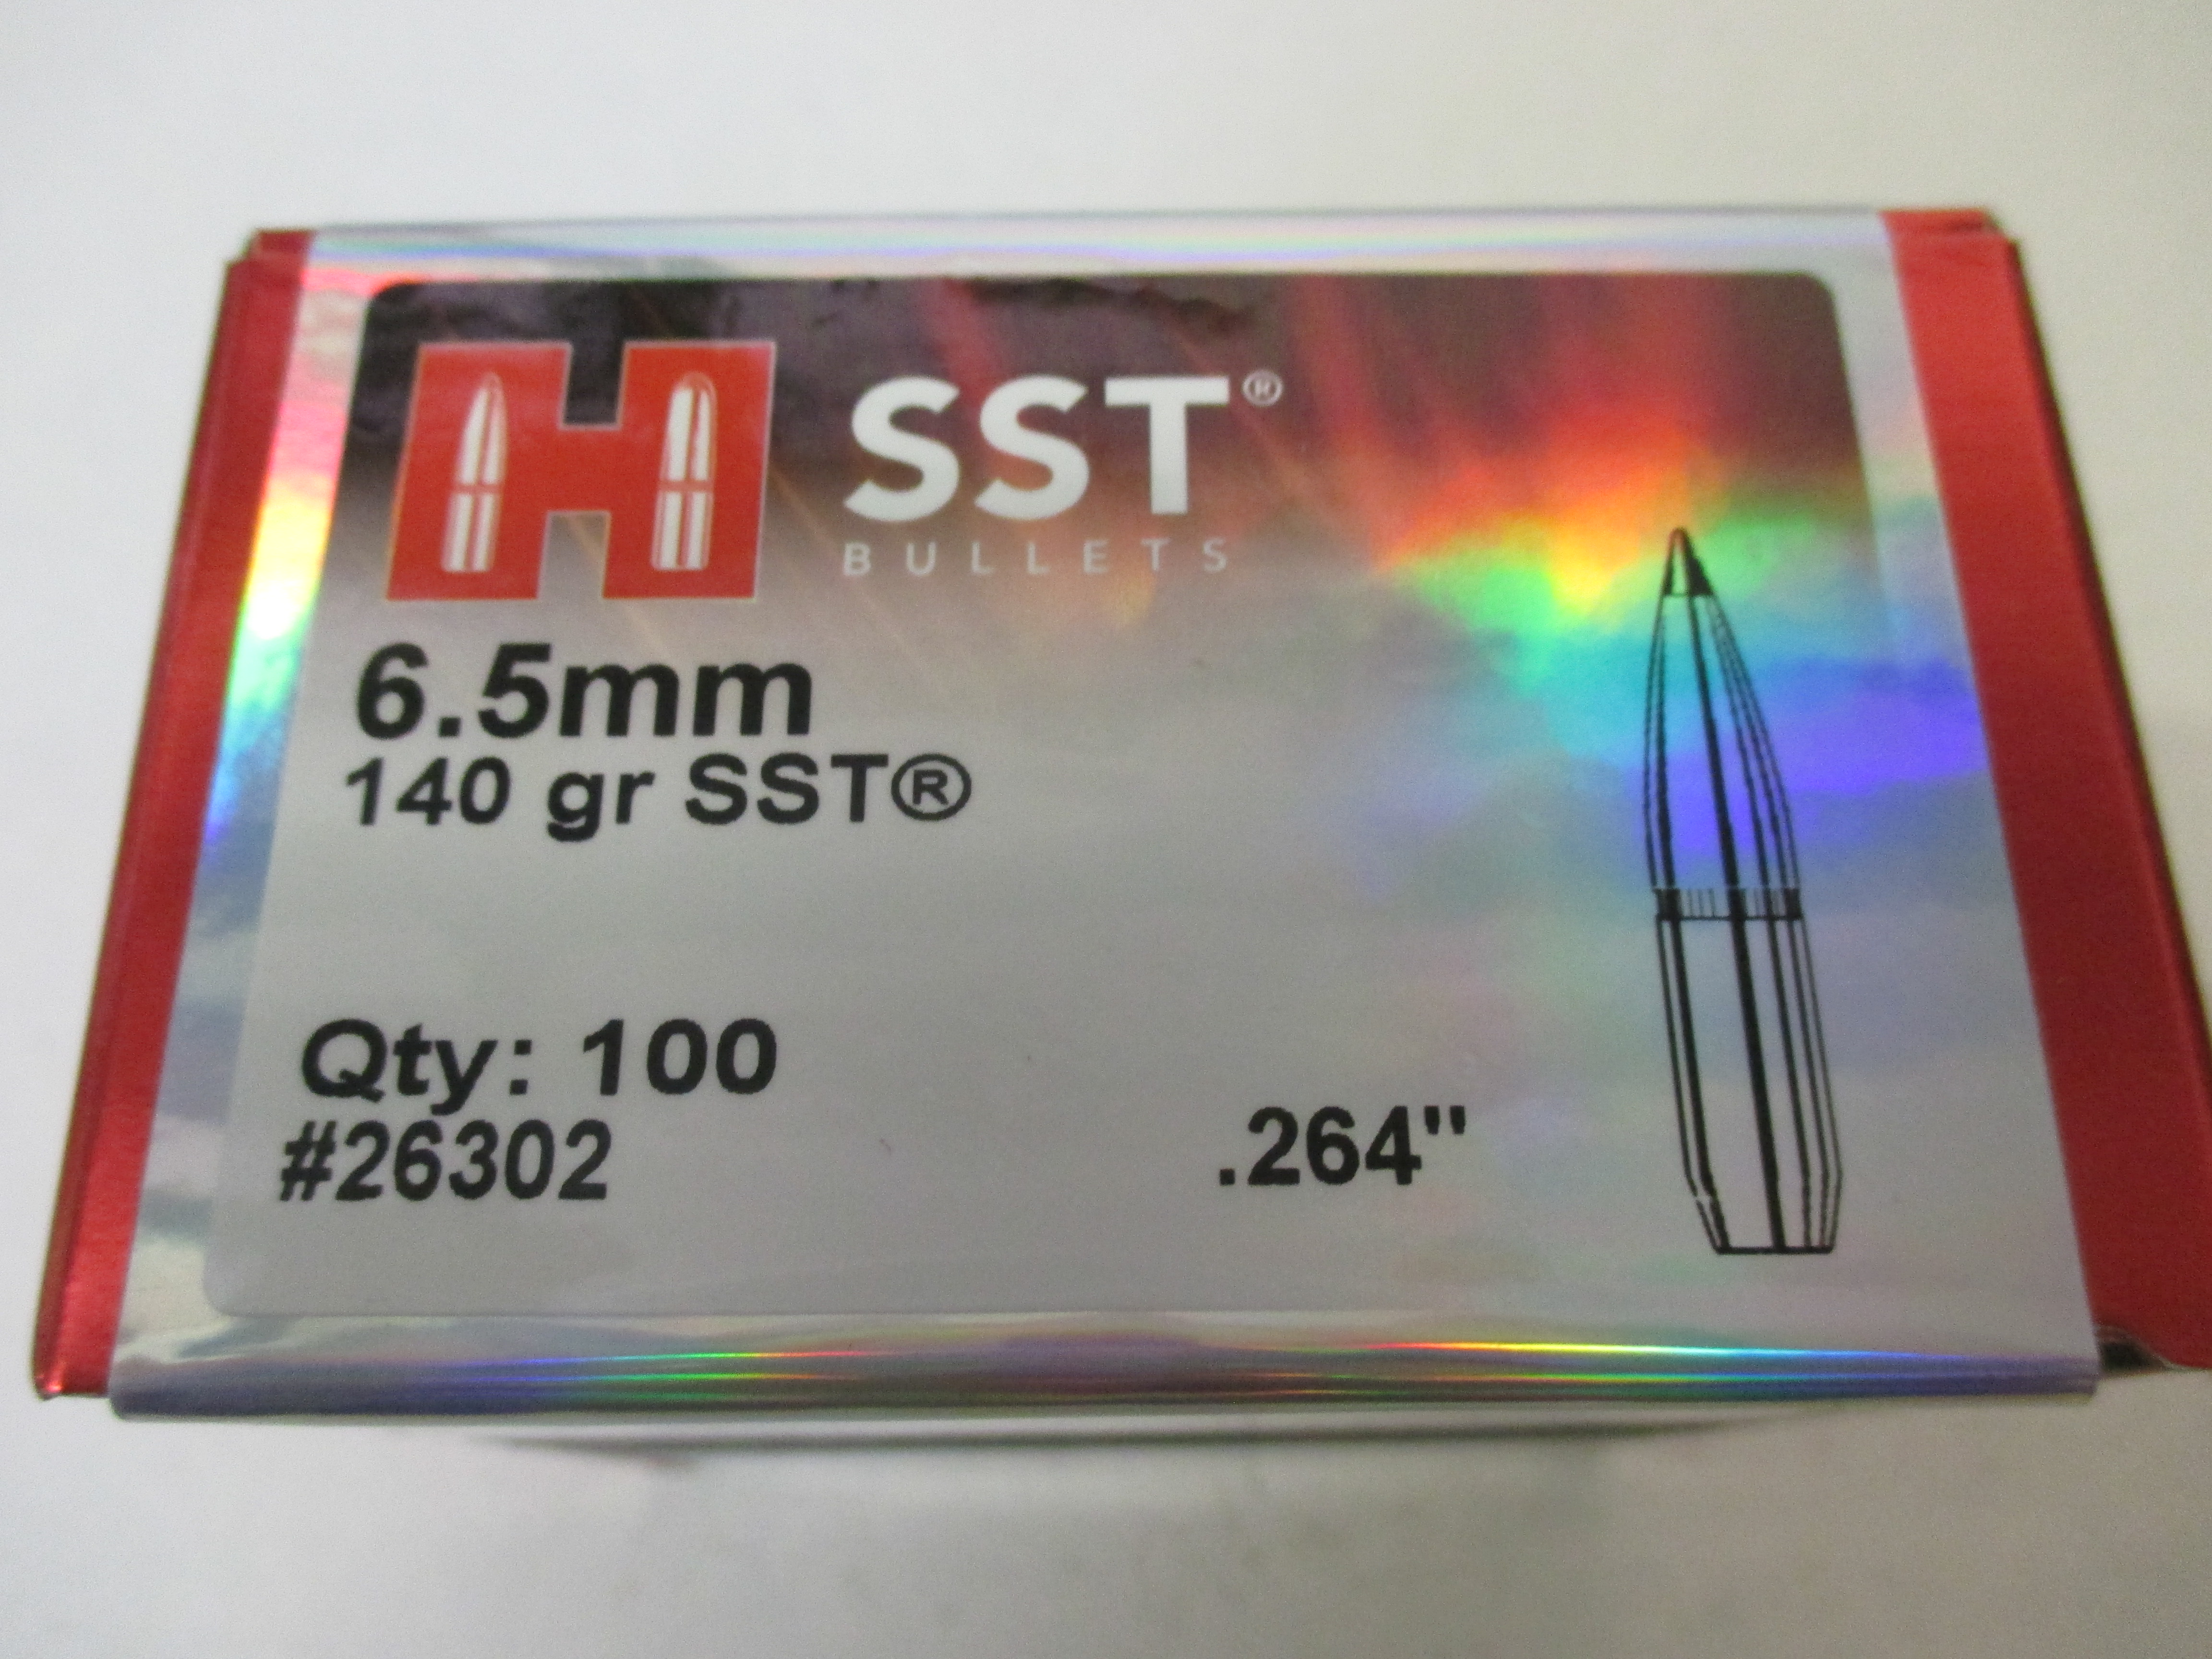 H SST®
BULLETS
6.5mm
140 gr SST®
Qty: 100
#26302
.264"